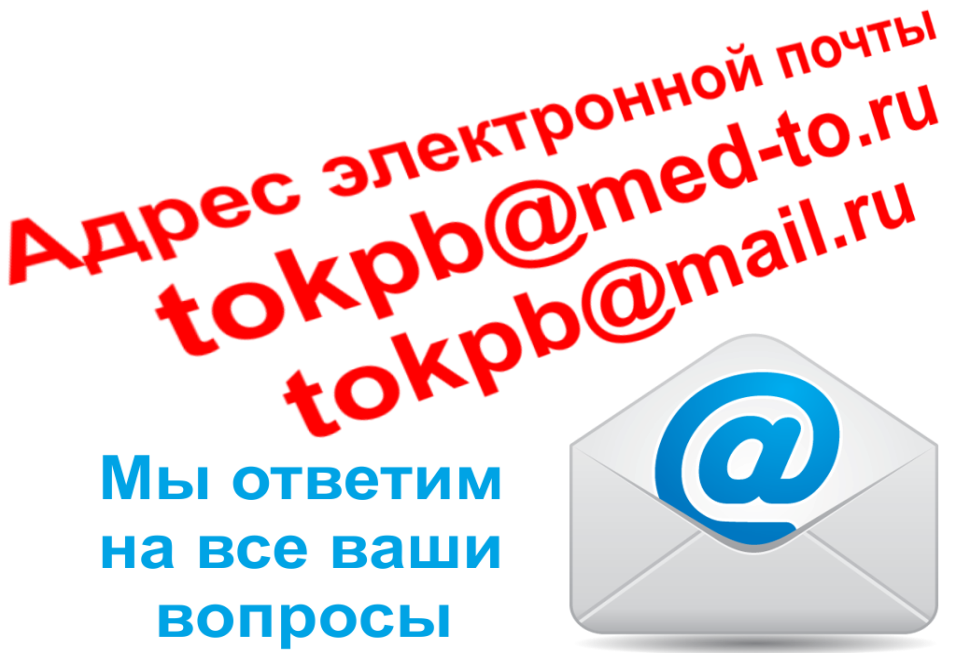 Адрес электронной почты
tokpb@med-to.ru
tokpb@mail.ru
Мы ответим
на все ваши
вопросы